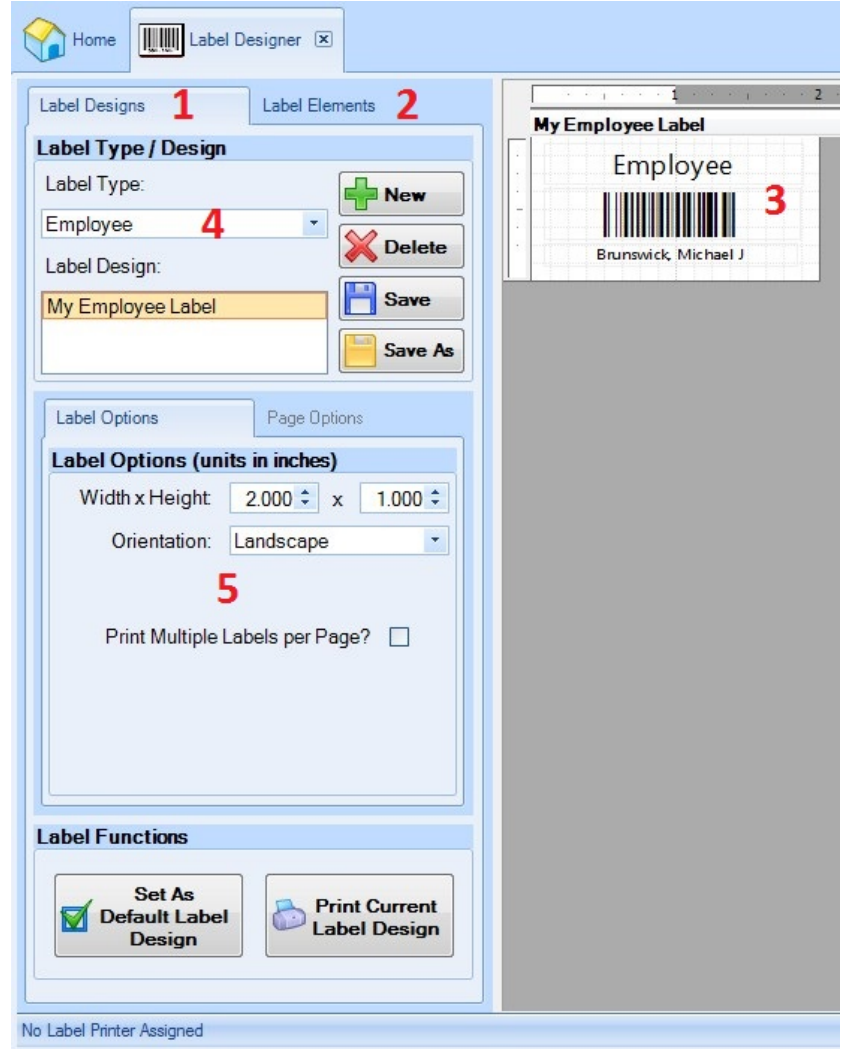 Home
Label Designer
Label Designs 1
Label Elements 2
Label Type / Design
Label Type:
Employee 4
Label Design:
My Employee Label
New
Delete
Save
Save As
Label Options
Page Options
Label Options (units in inches)
Width x Height: 2.000 x 1.000
Orientation: Landscape
5
Print Multiple Labels per Page?
Label Functions
Set As
Default Label
Design
Print Current
Label Design
1 2
My Employee Label
Employee
3
Brunswick, Michael J
No Label Printer Assigned